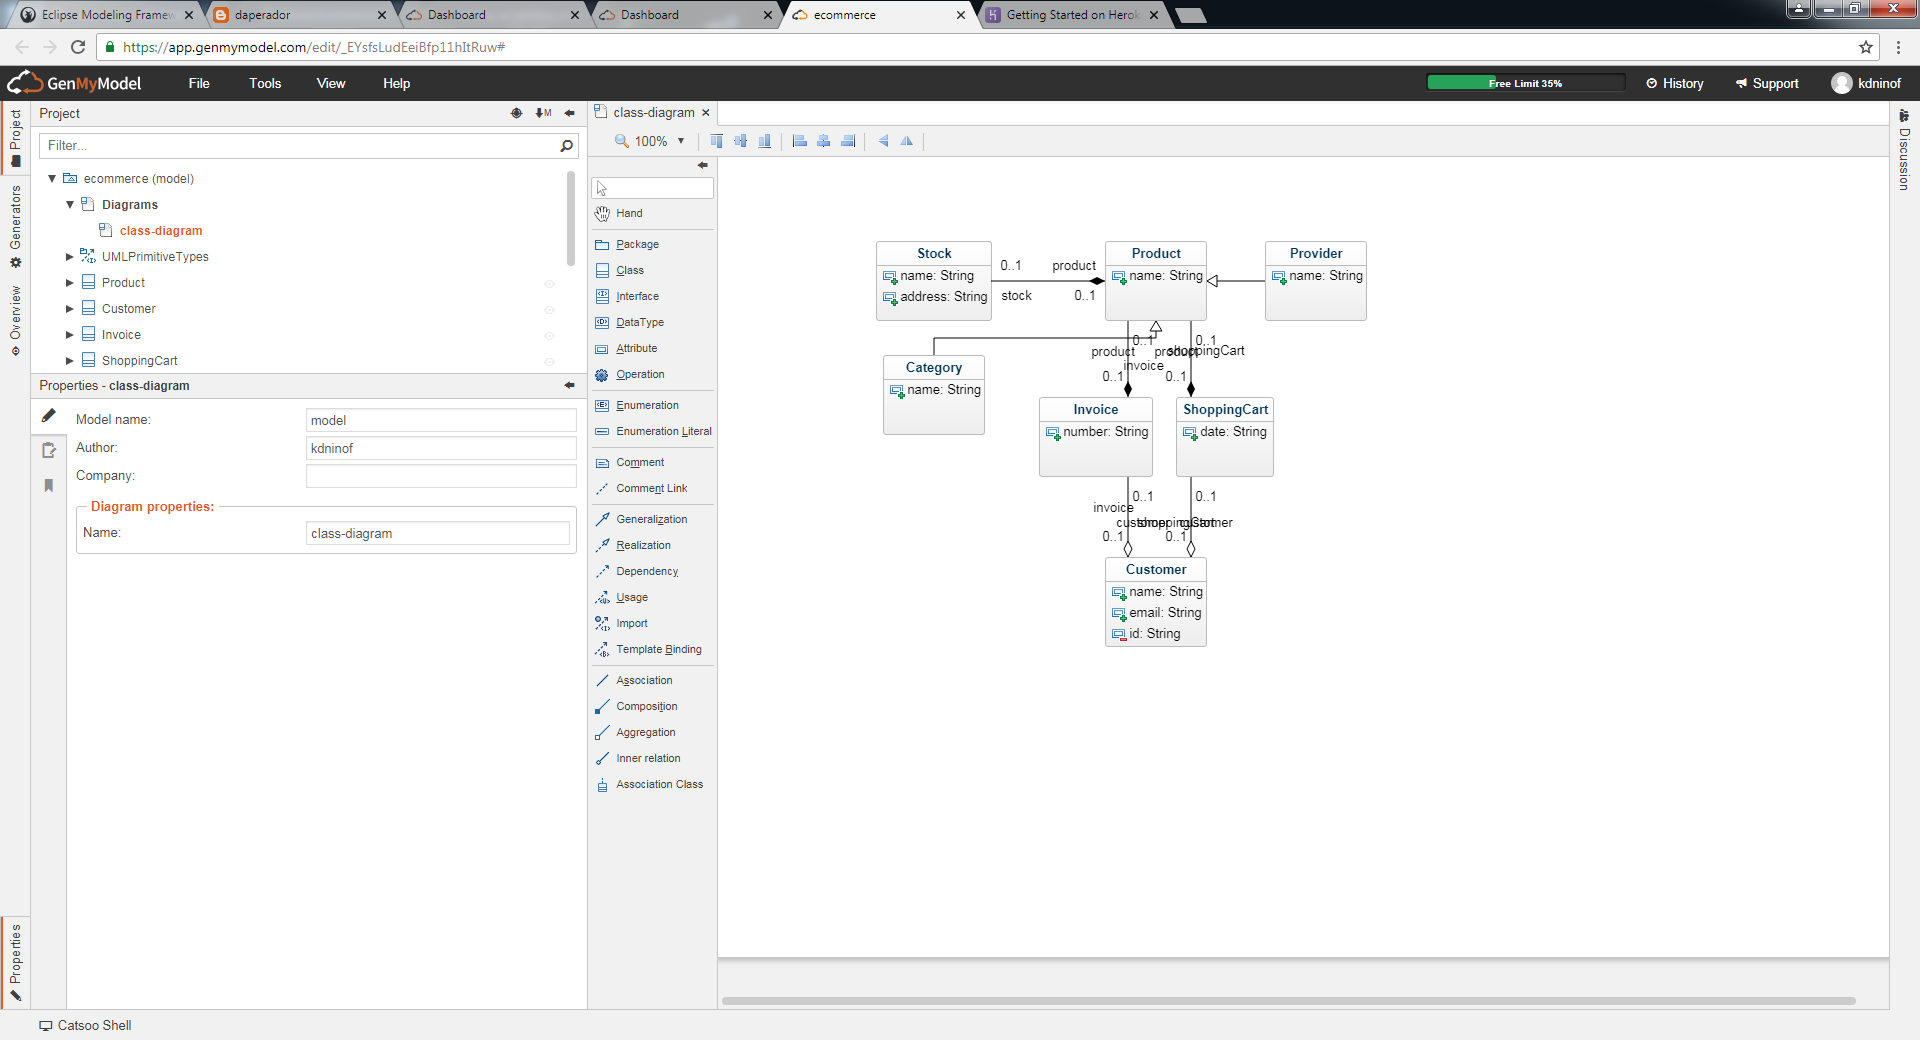 Eclipse Modeling Framew
daperador
Dashboard
Dashboard
ecommerce
Getting Started on Herok
https://app.genmymodel.com/edit/_EYsfsLudEeiBfp11hItRuw#
GenMyModel
File
Tools
View
Help
Free Limit 35%
History
Support
kdninof
Project
Generators
Overview
Properties
Discussion
Project
M
Filter...
ecommerce (model)
Diagrams
class-diagram
UMLPrimitiveTypes
Product
Customer
Invoice
ShoppingCart
Properties - class-diagram
Model name:
model
Author:
kdninof
Company:
Diagram properties:
Name:
class-diagram
class-diagram
100%
Hand
Package
Class
Interface
DataType
Attribute
Operation
Enumeration
Enumeration Literal
Comment
Comment Link
Generalization
Realization
Dependency
Usage
Import
Template Binding
Association
Composition
Aggregation
Inner relation
Association Class
Stock
name: String
address: String
0..1
product
stock
0..1
Product
name: String
Provider
name: String
Category
name: String
0..1
0..1
product
product
shoppingCart
invoice
0..1
0..1
Invoice
number: String
ShoppingCart
date: String
0..1
0..1
invoice
customer
shoppingCart
customer
0..1
0..1
Customer
name: String
email: String
id: String
Catsoo Shell